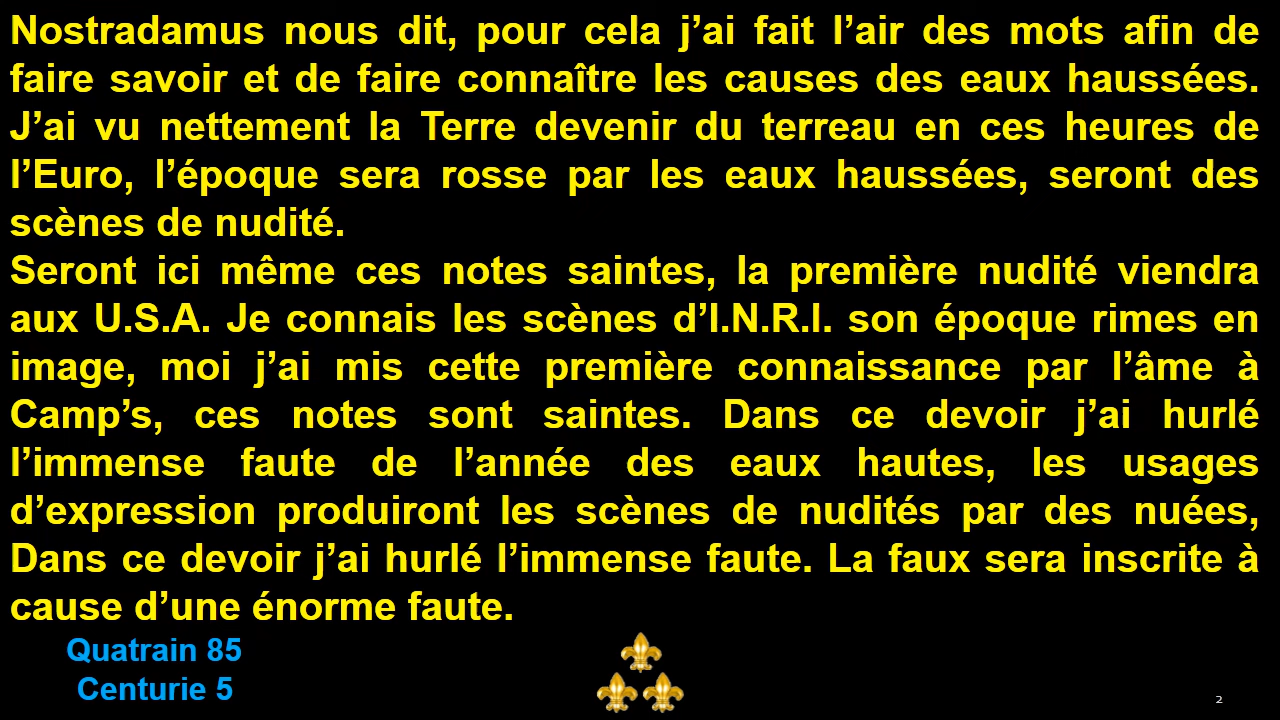 Nostradamus nous dit, pour cela j’ai fait l’air des mots afin de
faire savoir et de faire connaître les causes des eaux haussées.
J’ai vu nettement la Terre devenir du terreau en ces heures de
l’Euro, l’époque sera rosse par les eaux haussées, seront des
scènes de nudité.
Seront ici même ces notes saintes, la première nudité viendra
aux U.S.A. Je connais les scènes d’I.N.R.I. son époque rimes en
image, moi j’ai mis cette première connaissance par l’âme à
Camp’s, ces notes sont saintes. Dans ce devoir j’ai hurlé
l’immense faute de l’année des eaux hautes, les usages
d’expression produiront les scènes de nudités par des nuées,
Dans ce devoir j’ai hurlé l’immense faute. La faux sera inscrite à
cause d’une énorme faute.
Quatrain 85
Centurie 5
2